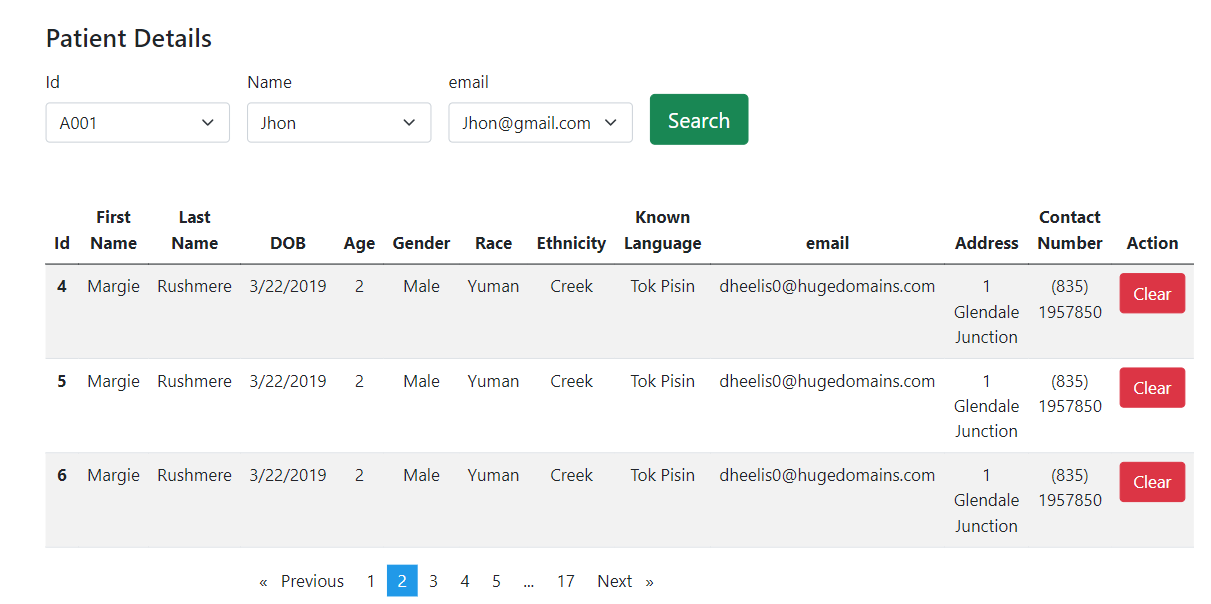 Patient Details
Id Name email
A001 Jhon Jhon@gmail.com Search
First Last Known Contact
Id Name Name DOB Age Gender Race Ethnicity Language email Address Number Action
4 Margie Rushmere 3/22/2019 2 Male Yuman Creek Tok Pisin dheelis0@hugedomains.com 1 (835) Clear
Glendale 1957850
Junction
5 Margie Rushmere 3/22/2019 2 Male Yuman Creek Tok Pisin dheelis0@hugedomains.com 1 (835) Clear
Glendale 1957850
Junction
6 Margie Rushmere 3/22/2019 2 Male Yuman Creek Tok Pisin dheelis0@hugedomains.com 1 (835) Clear
Glendale 1957850
Junction
« Previous 1 2 3 4 5 ... 17 Next »